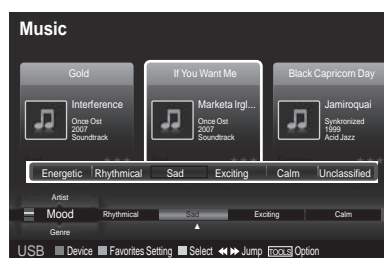 Music
Gold If You Want Me Black Capricorn Day
Interference Marketa Irgl... Jamiroquai
Once Ost Once Ost Synkronized
2007 2007 1999
Soundtrack Soundtrack Acid Jazz
Energetic Rhythmical Sad Exciting Calm Unclassified
Artist
Mood Rhythmical Sad Exciting Calm
Genre
USB Device Favorites Setting Select Jump TOOLS Option